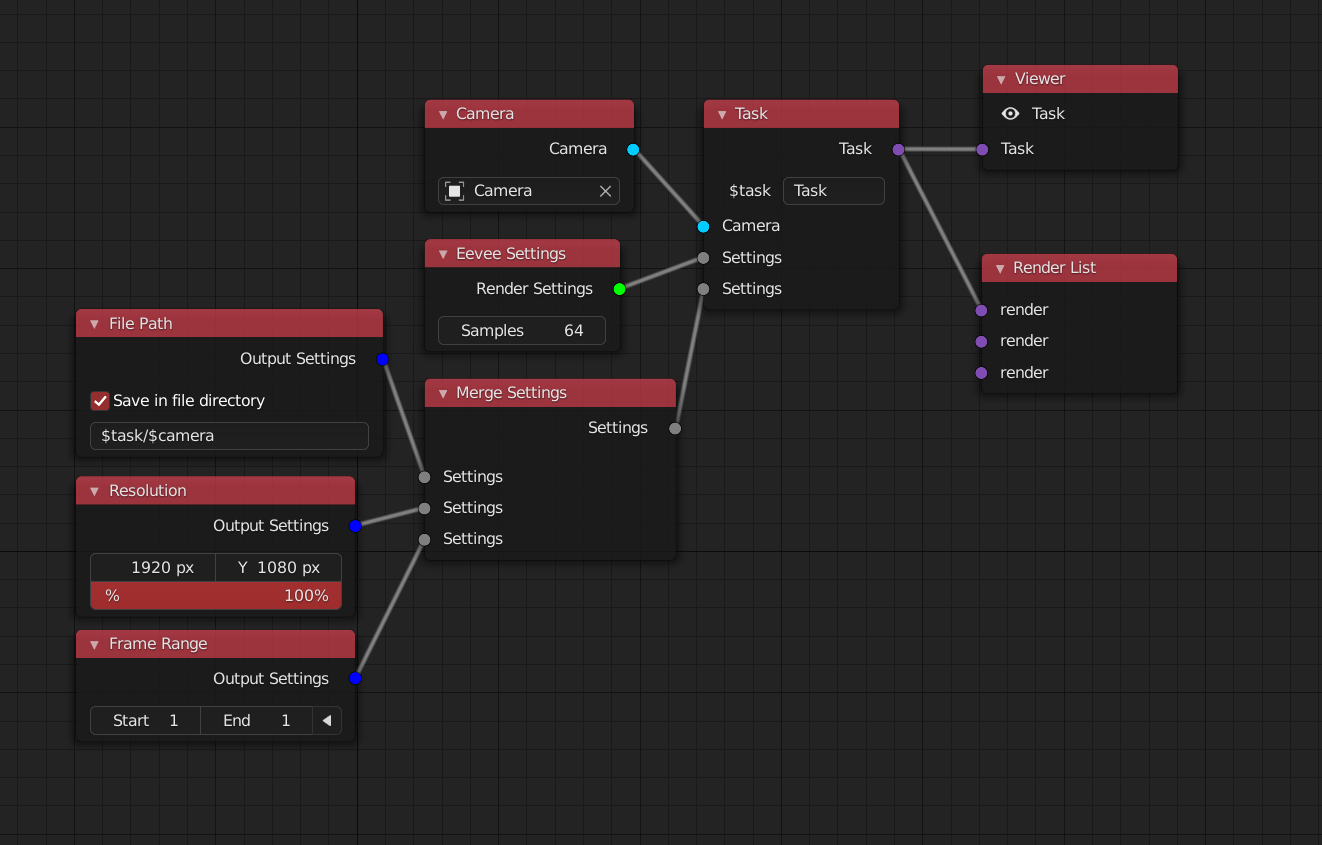 Camera
Camera
Camera
Eevee Settings
Render Settings
Samples 64
File Path
Output Settings
Save in file directory
$task/$camera
Resolution
Output Settings
1920 px Y 1080 px
% 100%
Frame Range
Output Settings
Start 1 End 1
Merge Settings
Settings
Settings
Settings
Settings
Task
Task
$task Task
Camera
Settings
Settings
Viewer
Task
Task
Render List
render
render
render